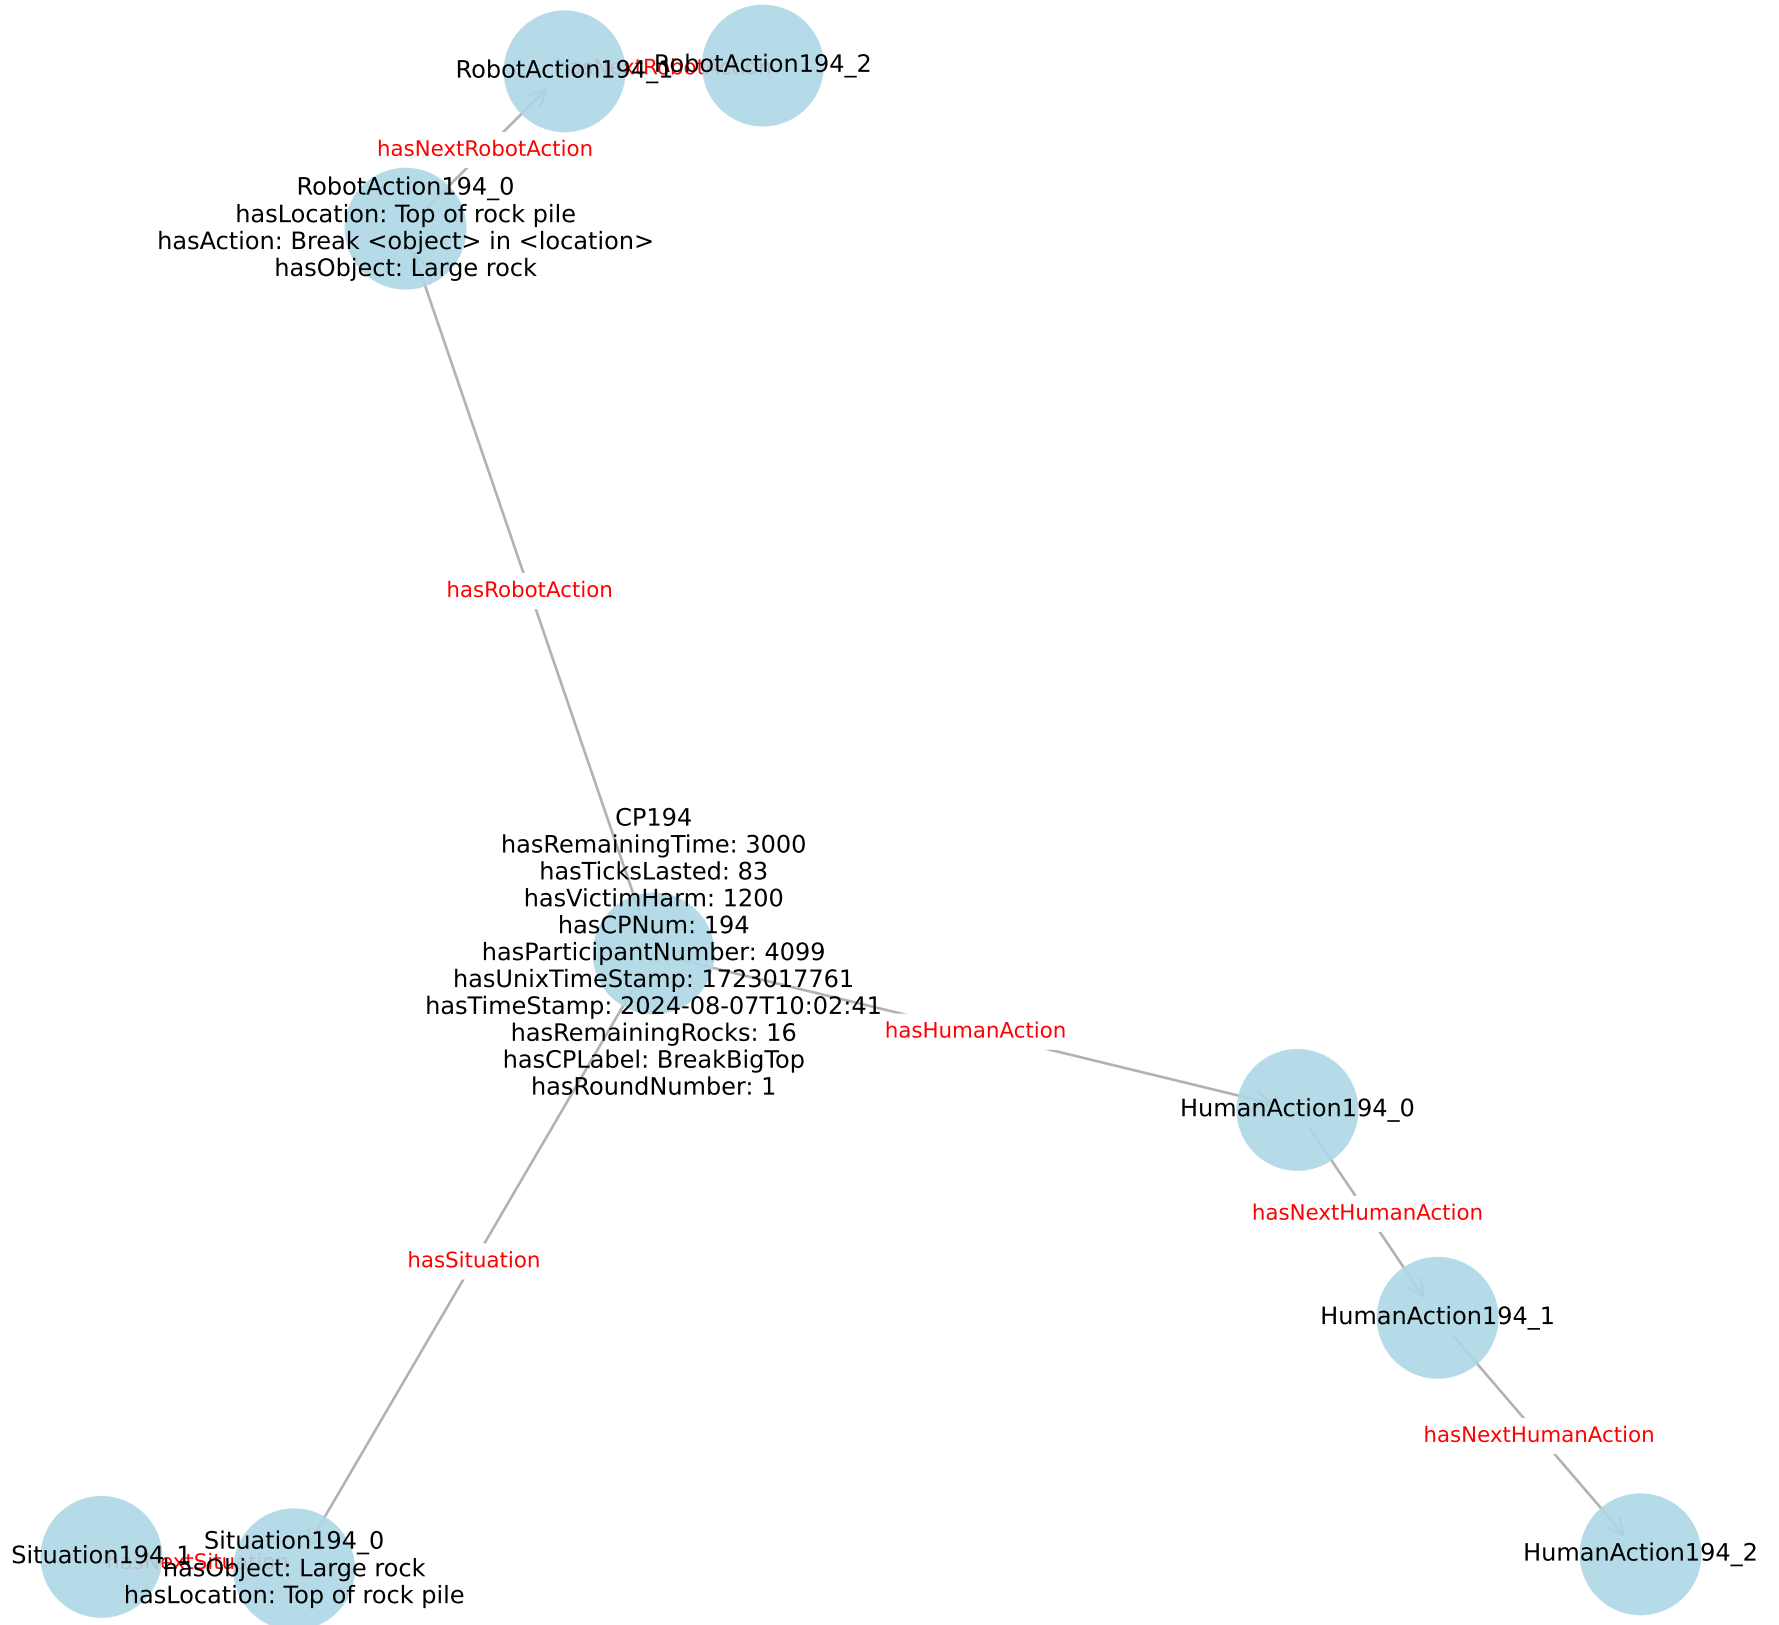 RobotAction194_1
hasNextRobotAction
RobotAction194_2
hasNextRobotAction
RobotAction194_0
hasLocation: Top of rock pile
hasAction: Break <object> in <location>
hasObject: Large rock
hasRobotAction
CP194
hasRemainingTime: 3000
hasTicksLasted: 83
hasVictimHarm: 1200
hasCPNum: 194
hasParticipantNumber: 4099
hasUnixTimeStamp: 1723017761
hasTimeStamp: 2024-08-07T10:02:41
hasRemainingRocks: 16
hasCPLabel: BreakBigTop
hasRoundNumber: 1
hasHumanAction
HumanAction194_0
hasNextHumanAction
hasSituation
HumanAction194_1
hasNextHumanAction
Situation194_1
hasNextSituation
Situation194_0
hasObject: Large rock
hasLocation: Top of rock pile
HumanAction194_2